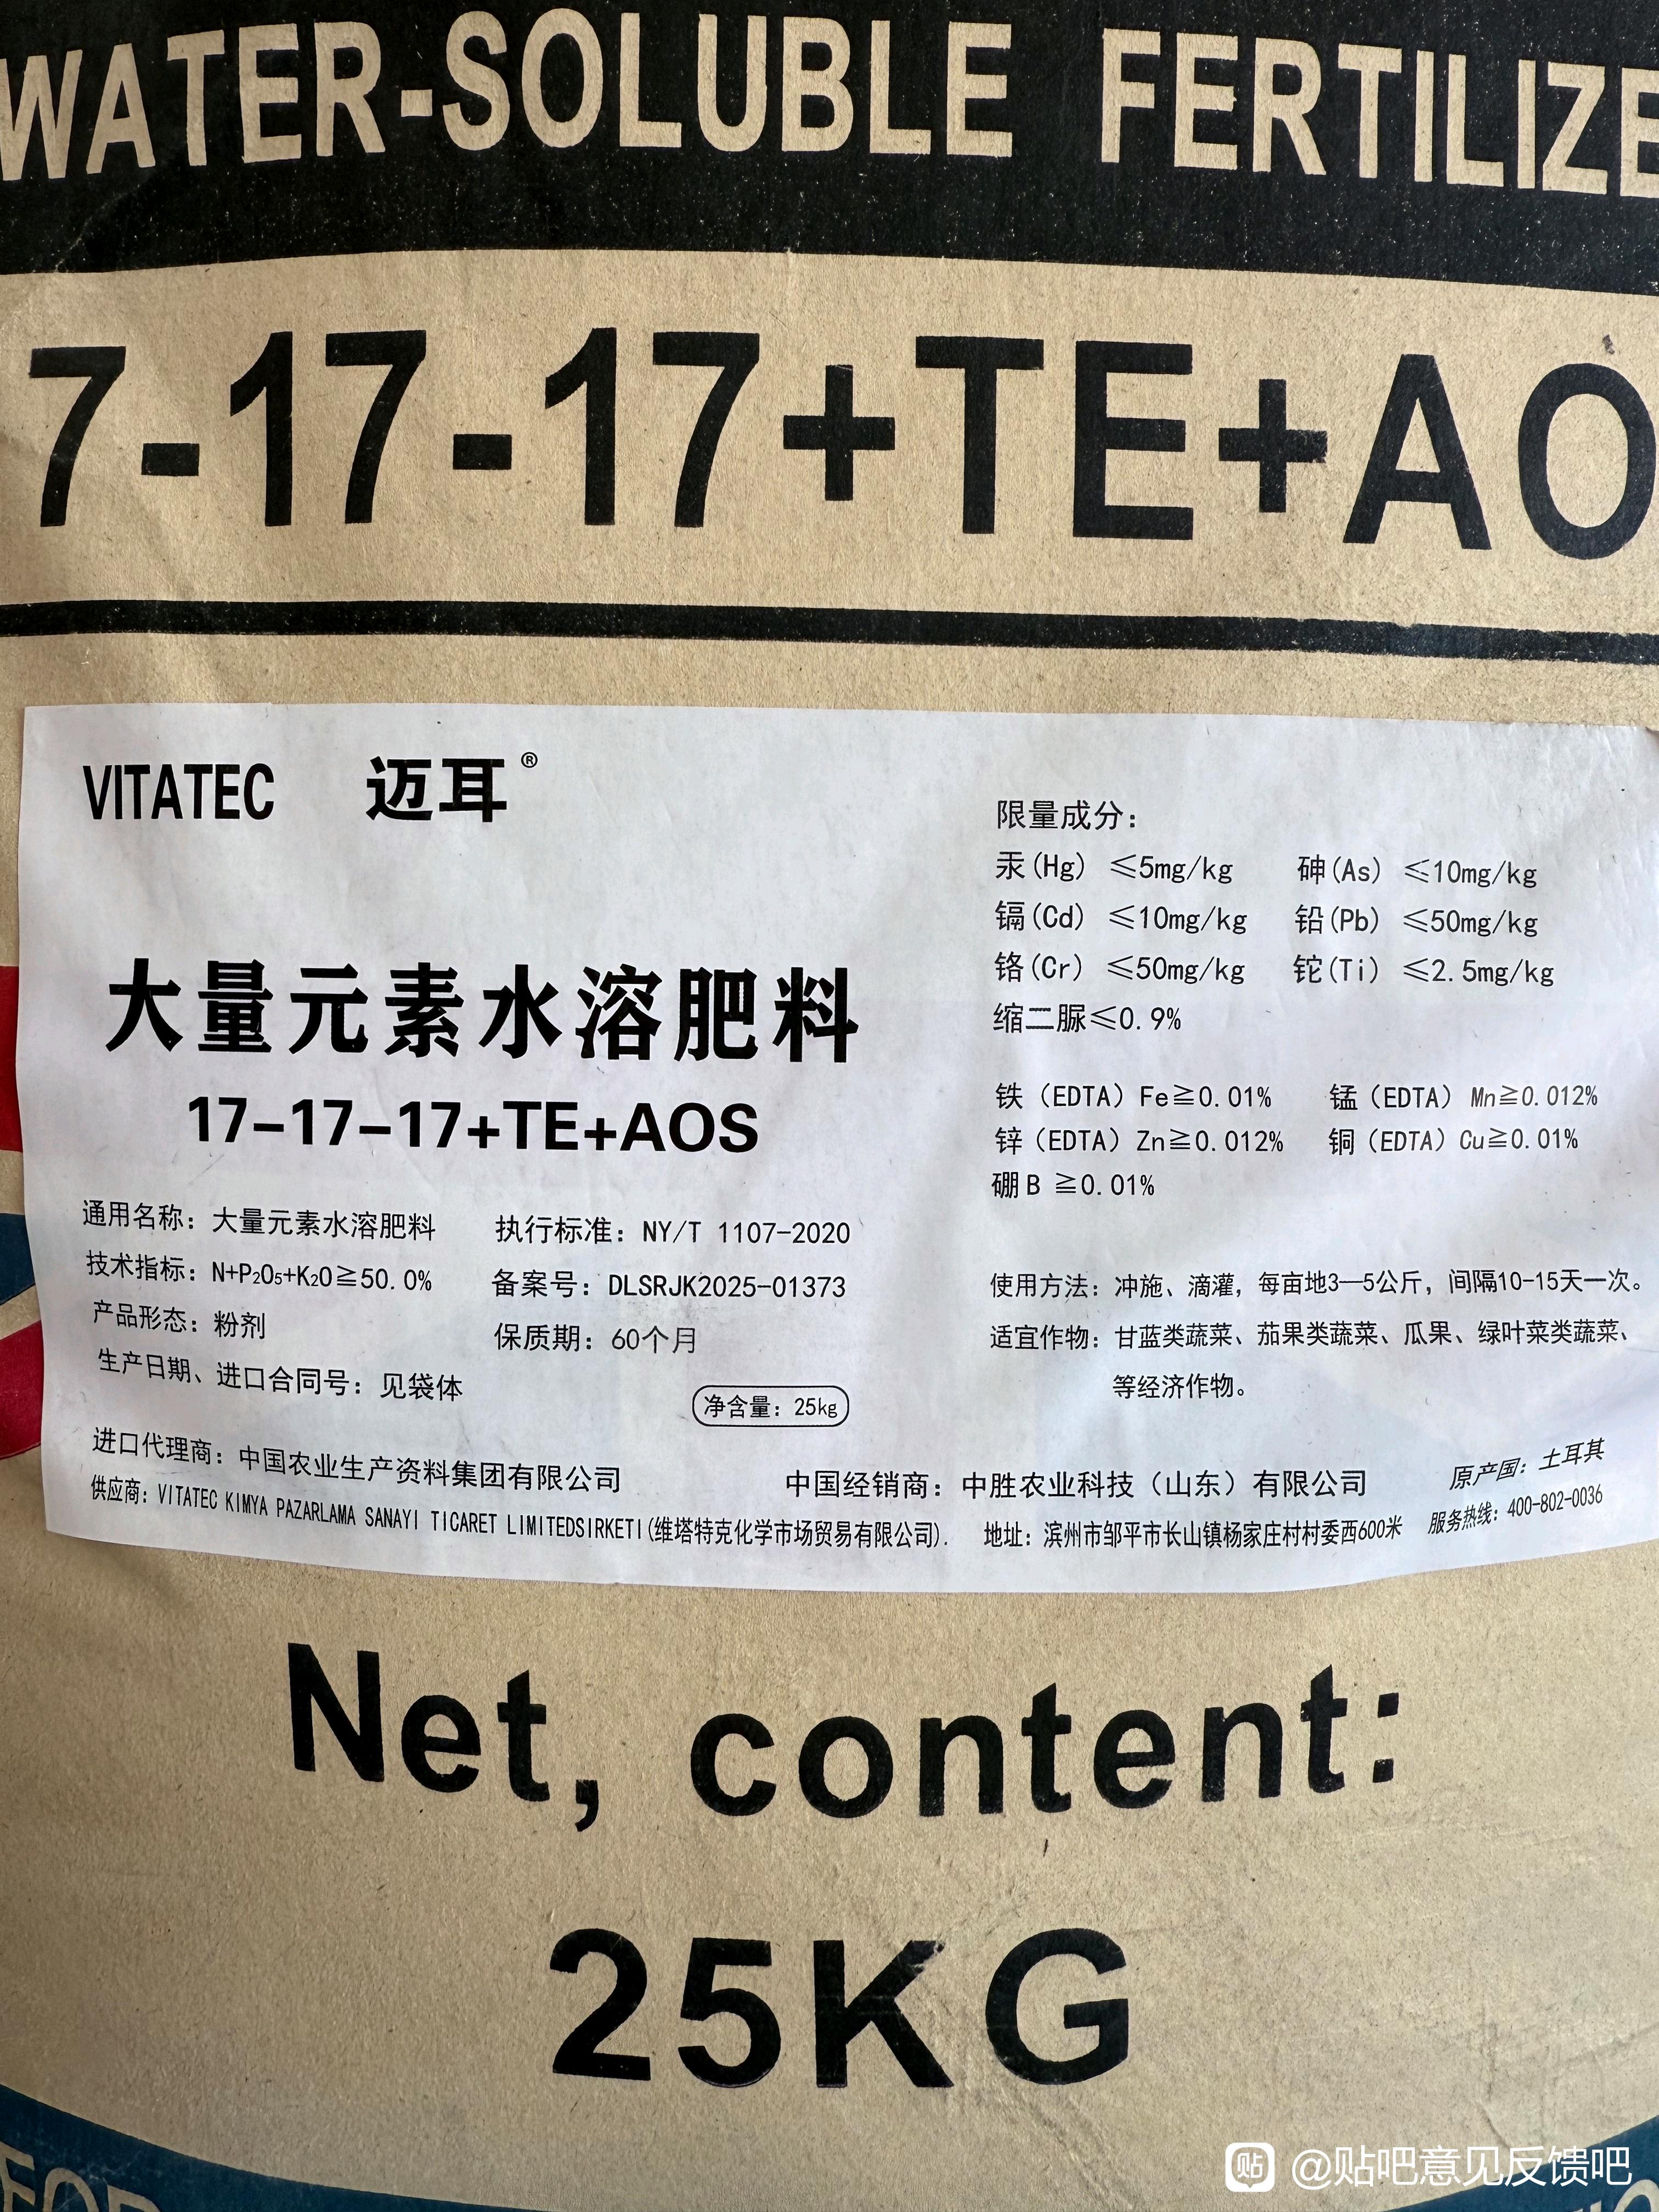 WATER-SOLUBLE FERTILIZE
7-17-17+TE+AO
VITATEC 迈耳®
大量元素水溶肥料
17-17-17+TE+AOS
通用名称：大量元素水溶肥料 执行标准：NY/T 1107-2020
技术指标：N+P₂O₅+K₂O≧50.0% 备案号：DLSRJK2025-01373
产品形态：粉剂 保质期：60个月
生产日期、进口合同号：见袋体
净含量：25kg
限量成分：
汞(Hg) ≤5mg/kg 砷(As) ≤10mg/kg
镉(Cd) ≤10mg/kg 铅(Pb) ≤50mg/kg
铬(Cr) ≤50mg/kg 铊(Ti) ≤2.5mg/kg
缩二脲≤0.9%
铁（EDTA）Fe≧0.01% 锰（EDTA）Mn≧0.012%
锌（EDTA）Zn≧0.012% 铜（EDTA）Cu≧0.01%
硼B ≧0.01%
使用方法：冲施、滴灌，每亩地3—5公斤，间隔10-15天一次。
适宜作物：甘蓝类蔬菜、茄果类蔬菜、瓜果、绿叶菜类蔬菜、
等经济作物。
进口代理商：中国农业生产资料集团有限公司 中国经销商：中胜农业科技（山东）有限公司 原产国：土耳其
供应商：VITATEC KIMYA PAZARLAMA SANAYI TICARET LIMITEDSIRKETI(维塔特克化学市场贸易有限公司). 地址：滨州市邹平市长山镇杨家庄村村委西600米 服务热线：400-802-0036
Net, content:
25KG
FOR
贴 @贴吧意见反馈吧